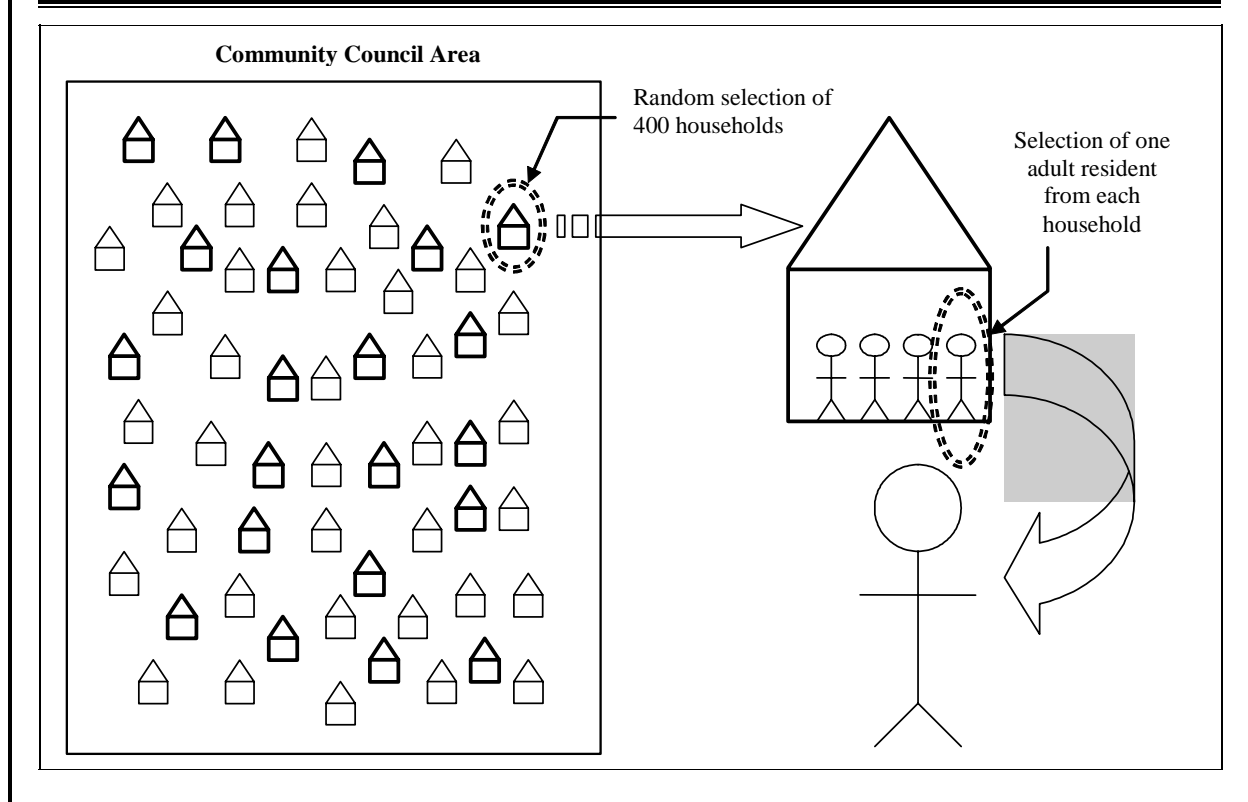 Community Council Area
Random selection of
400 households
Selection of one
adult resident
from each
household